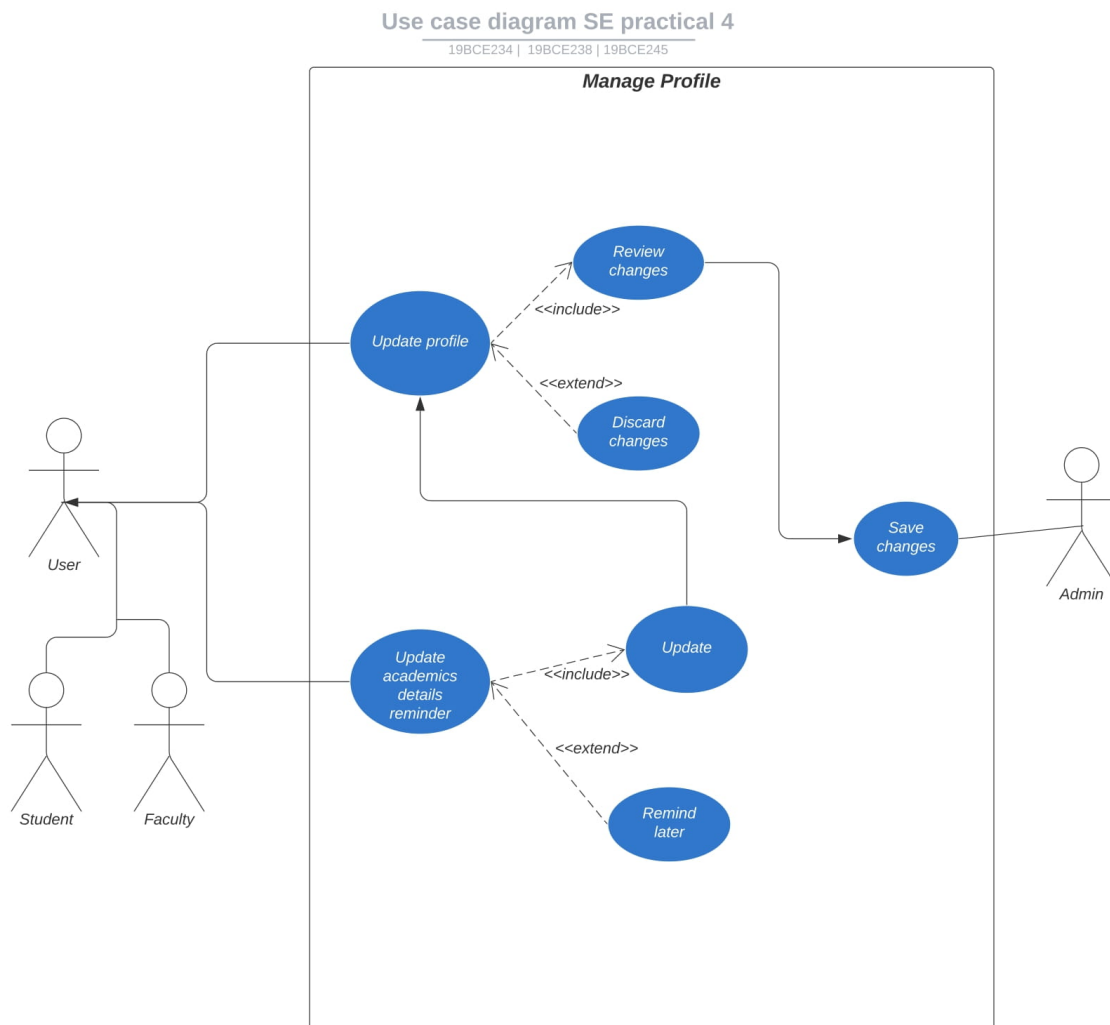 Use case diagram SE practical 4
19BCE234 | 19BCE238 | 19BCE245
Manage Profile
Review
changes
<<include>>
Update profile
<<extend>>
Discard
changes
User
Save
changes
Admin
Update
academics
details
reminder
<<include>>
Update
<<extend>>
Remind
later
Student
Faculty